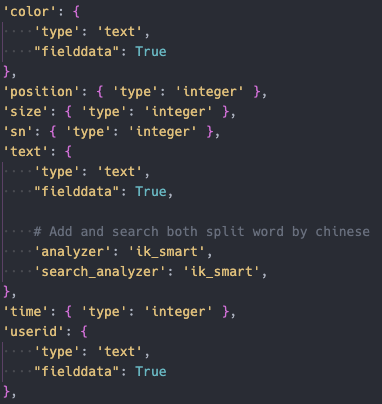 'color': {
    'type': 'text',
    "fielddata": True
},
'position': { 'type': 'integer' },
'size': { 'type': 'integer' },
'sn': { 'type': 'integer' },
'text': {
    'type': 'text',
    "fielddata": True,

    # Add and search both split word by chinese
    'analyzer': 'ik_smart',
    'search_analyzer': 'ik_smart',
},
'time': { 'type': 'integer' },
'userid': {
    'type': 'text',
    "fielddata": True
},